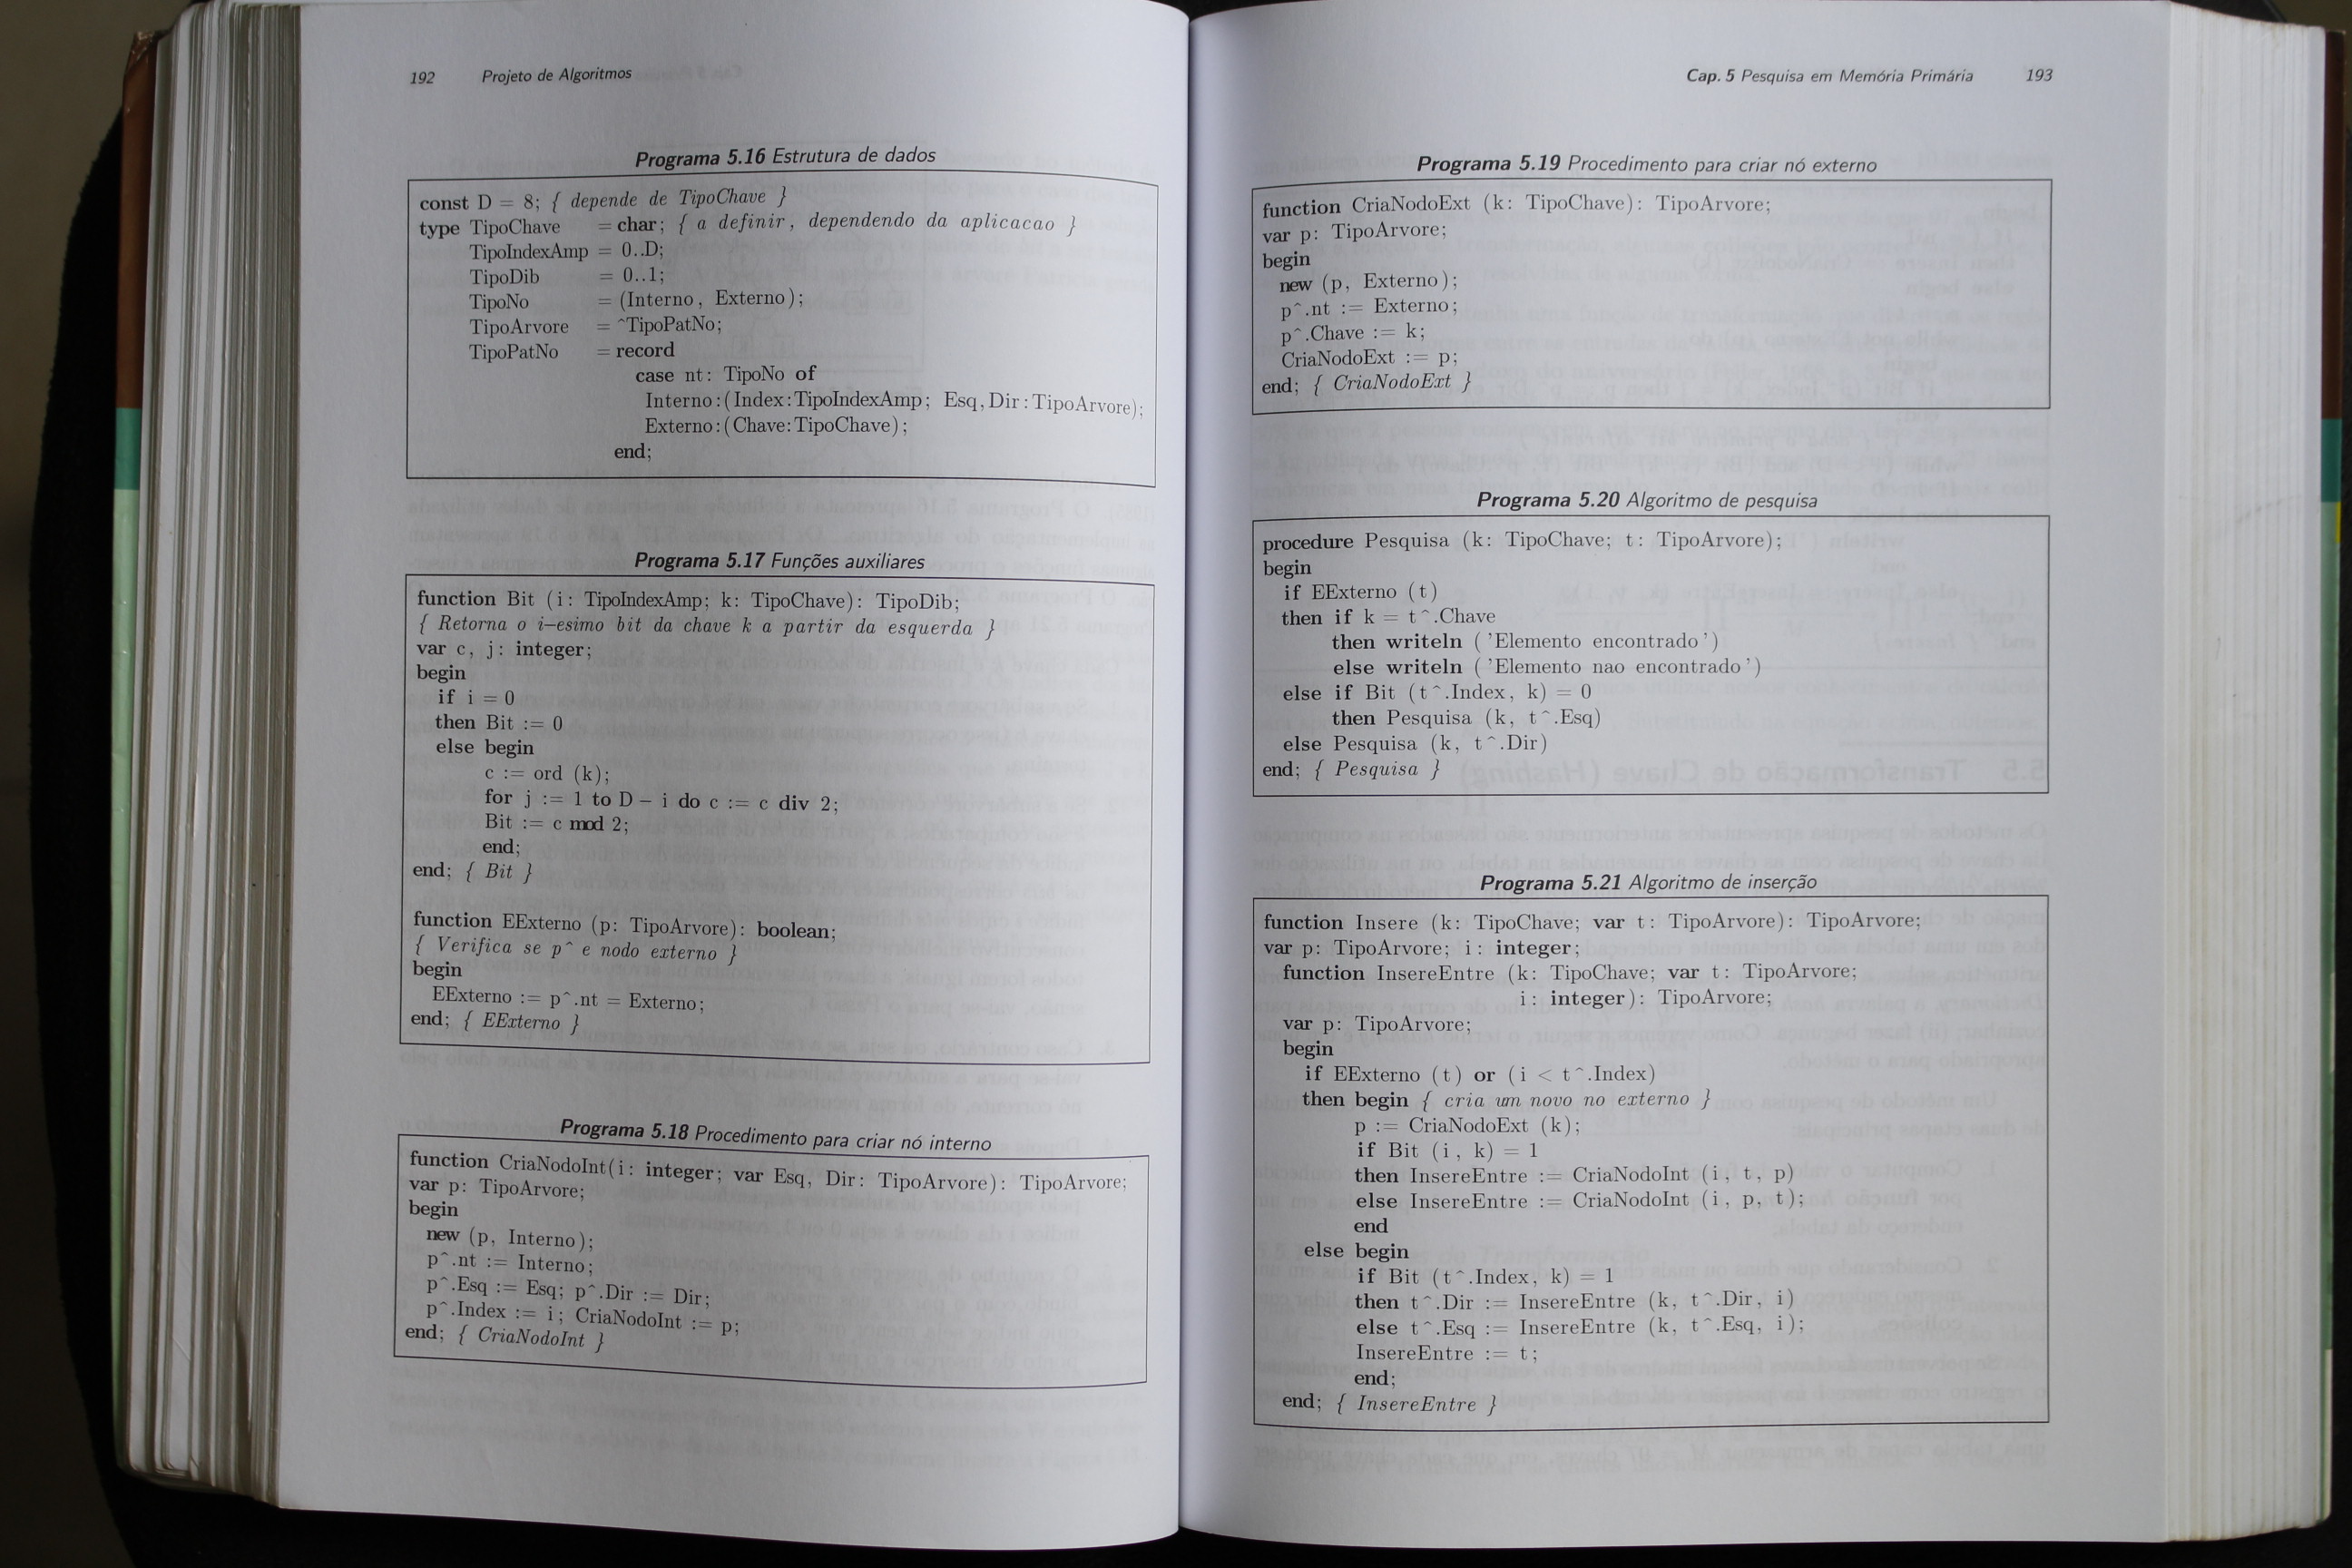 192 Projeto de Algoritmos
Programa 5.16 Estrutura de dados
const D = 8; { depende de TipoChave }
type TipoChave = char; { a definir, dependendo da aplicacao }
TipoIndexAmp = 0..D;
TipoDib = 0..1;
TipoNo = (Interno, Externo);
TipoArvore = ^TipoPatNo;
TipoPatNo = record
case nt: TipoNo of
Interno:(Index:TipoIndexAmp; Esq,Dir:TipoArvore);
Externo:(Chave:TipoChave);
end;
Programa 5.17 Funções auxiliares
function Bit (i: TipoIndexAmp; k: TipoChave): TipoDib;
{ Retorna o i-esimo bit da chave k a partir da esquerda }
var c, j: integer;
begin
if i = 0
then Bit := 0
else begin
c := ord (k);
for j := 1 to D - i do c := c div 2;
Bit := c mod 2;
end;
end; { Bit }
function EExterno (p: TipoArvore): boolean;
{ Verifica se p^ e nodo externo }
begin
EExterno := p^.nt = Externo;
end; { EExterno }
Programa 5.18 Procedimento para criar nó interno
function CriaNodoInt(i: integer; var Esq, Dir: TipoArvore): TipoArvore;
var p: TipoArvore;
begin
new (p, Interno);
p^.nt := Interno;
p^.Esq := Esq; p^.Dir := Dir;
p^.Index := i; CriaNodoInt := p;
end; { CriaNodoInt }
Cap. 5 Pesquisa em Memória Primária 193
Programa 5.19 Procedimento para criar nó externo
function CriaNodoExt (k: TipoChave): TipoArvore;
var p: TipoArvore;
begin
new (p, Externo);
p^.nt := Externo;
p^.Chave := k;
CriaNodoExt := p;
end; { CriaNodoExt }
Programa 5.20 Algoritmo de pesquisa
procedure Pesquisa (k: TipoChave; t: TipoArvore);
begin
if EExterno (t)
then if k = t^.Chave
then writeln ('Elemento encontrado')
else writeln ('Elemento nao encontrado')
else if Bit (t^.Index, k) = 0
then Pesquisa (k, t^.Esq)
else Pesquisa (k, t^.Dir)
end; { Pesquisa }
Programa 5.21 Algoritmo de inserção
function Insere (k: TipoChave; var t: TipoArvore): TipoArvore;
var p: TipoArvore; i: integer;
function InsereEntre (k: TipoChave; var t: TipoArvore;
i: integer): TipoArvore;
var p: TipoArvore;
begin
if EExterno (t) or (i < t^.Index)
then begin { cria um novo no externo }
p := CriaNodoExt (k);
if Bit (i, k) = 1
then InsereEntre := CriaNodoInt (i, t, p)
else InsereEntre := CriaNodoInt (i, p, t);
end
else begin
if Bit (t^.Index, k) = 1
then t^.Dir := InsereEntre (k, t^.Dir, i)
else t^.Esq := InsereEntre (k, t^.Esq, i);
InsereEntre := t;
end;
end; { InsereEntre }